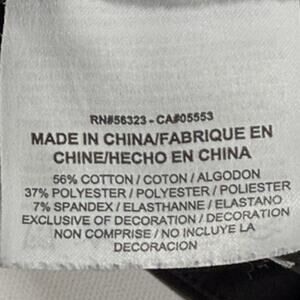 RN#56323 - CA#05553
MADE IN CHINA/FABRIQUE EN
CHINE/HECHO EN CHINA
56% COTTON / COTON / ALGODON
37% POLYESTER / POLYESTER / POLIESTER
7% SPANDEX / ELASTHANNE / ELASTANO
EXCLUSIVE OF DECORATION / DECORATION
NON COMPRISE / NO INCLUYE LA
DECORACION